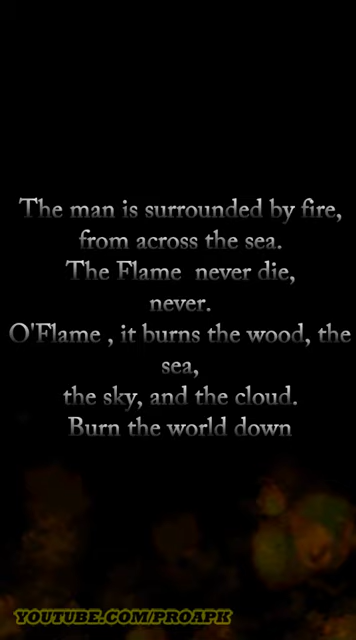 The man is surrounded by fire,
from across the sea.
The Flame  never die,
never.
O'Flame , it burns the wood, the
sea,
the sky, and the cloud.
Burn the world down
YOUTUBE.COM/PROAPK